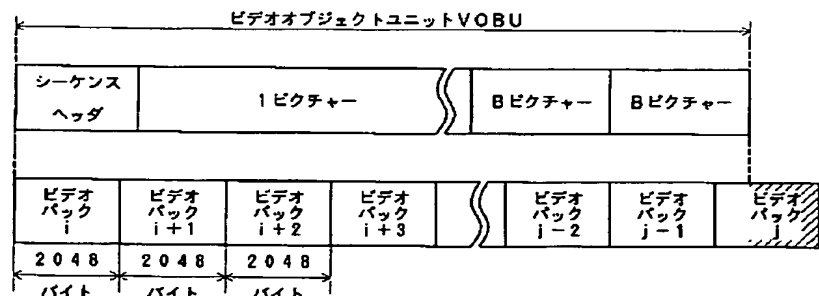 ビデオオブジェクトユニットVOBU
シーケンス
ヘッダ
1ピクチャー
Bピクチャー
Bピクチャー
ビデオ
パック
i
ビデオ
パック
i+1
ビデオ
パック
i+2
ビデオ
パック
i+3
ビデオ
パック
j-2
ビデオ
パック
j-1
ビデオ
パック
j
2048
バイト
2048
バイト
2048
バイト